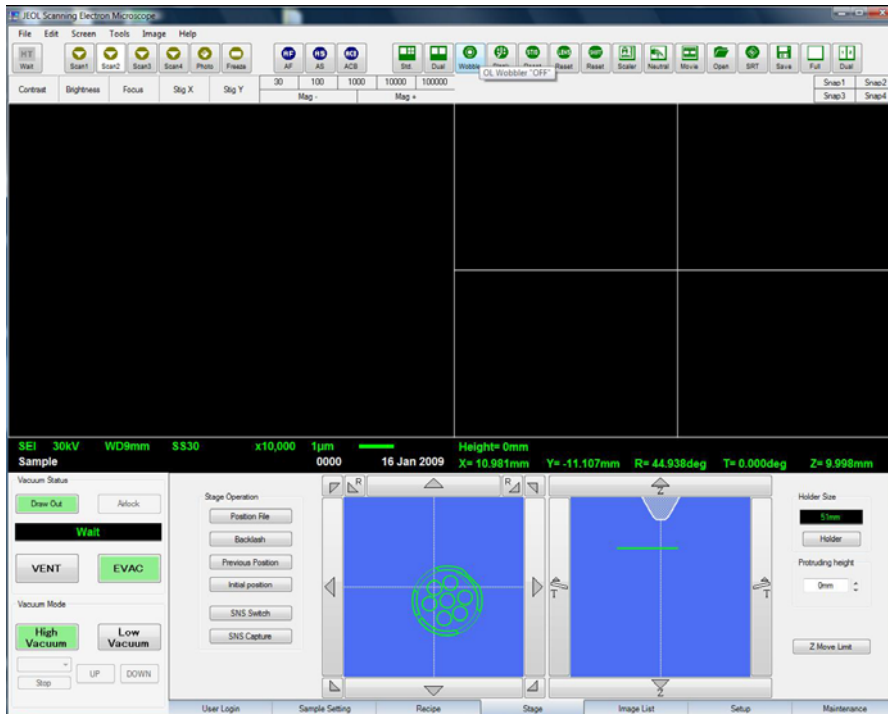 JEOL Scanning Electron Microscope
File Edit Screen Tools Image Help
HT
Wait Scan1 Scan2 Scan3 Scan4 Photo Freeze AF AS ACB Std. Dual Wobble Reset Reset Scaler Neutral Movie Open SRT Save Full Dual
OL Wobbler "OFF"
Contrast Brightness Focus Stig X Stig Y
30 100 1000 10000 100000
Mag - Mag +
Snap1 Snap2
Snap3 Snap4
SEI 30kV WD9mm SS30 x10,000 1µm
Sample 0000 16 Jan 2009
Height= 0mm
X= 10.981mm Y= -11.107mm R= 44.938deg T= 0.000deg Z= 9.998mm
Vacuum Status
Draw Out Airlock
Wait
VENT EVAC
Vacuum Mode
High Vacuum
Low Vacuum
UP DOWN
Stop
Stage Operation
Position File
Backlash
Previous Position
Initial position
SNS Switch
SNS Capture
R R
Z
T T
Z
Holder Size
51mm
Holder
Protruding height
0mm
Z Move Limit
User Login Sample Setting Recipe Stage Image List Setup Maintenance